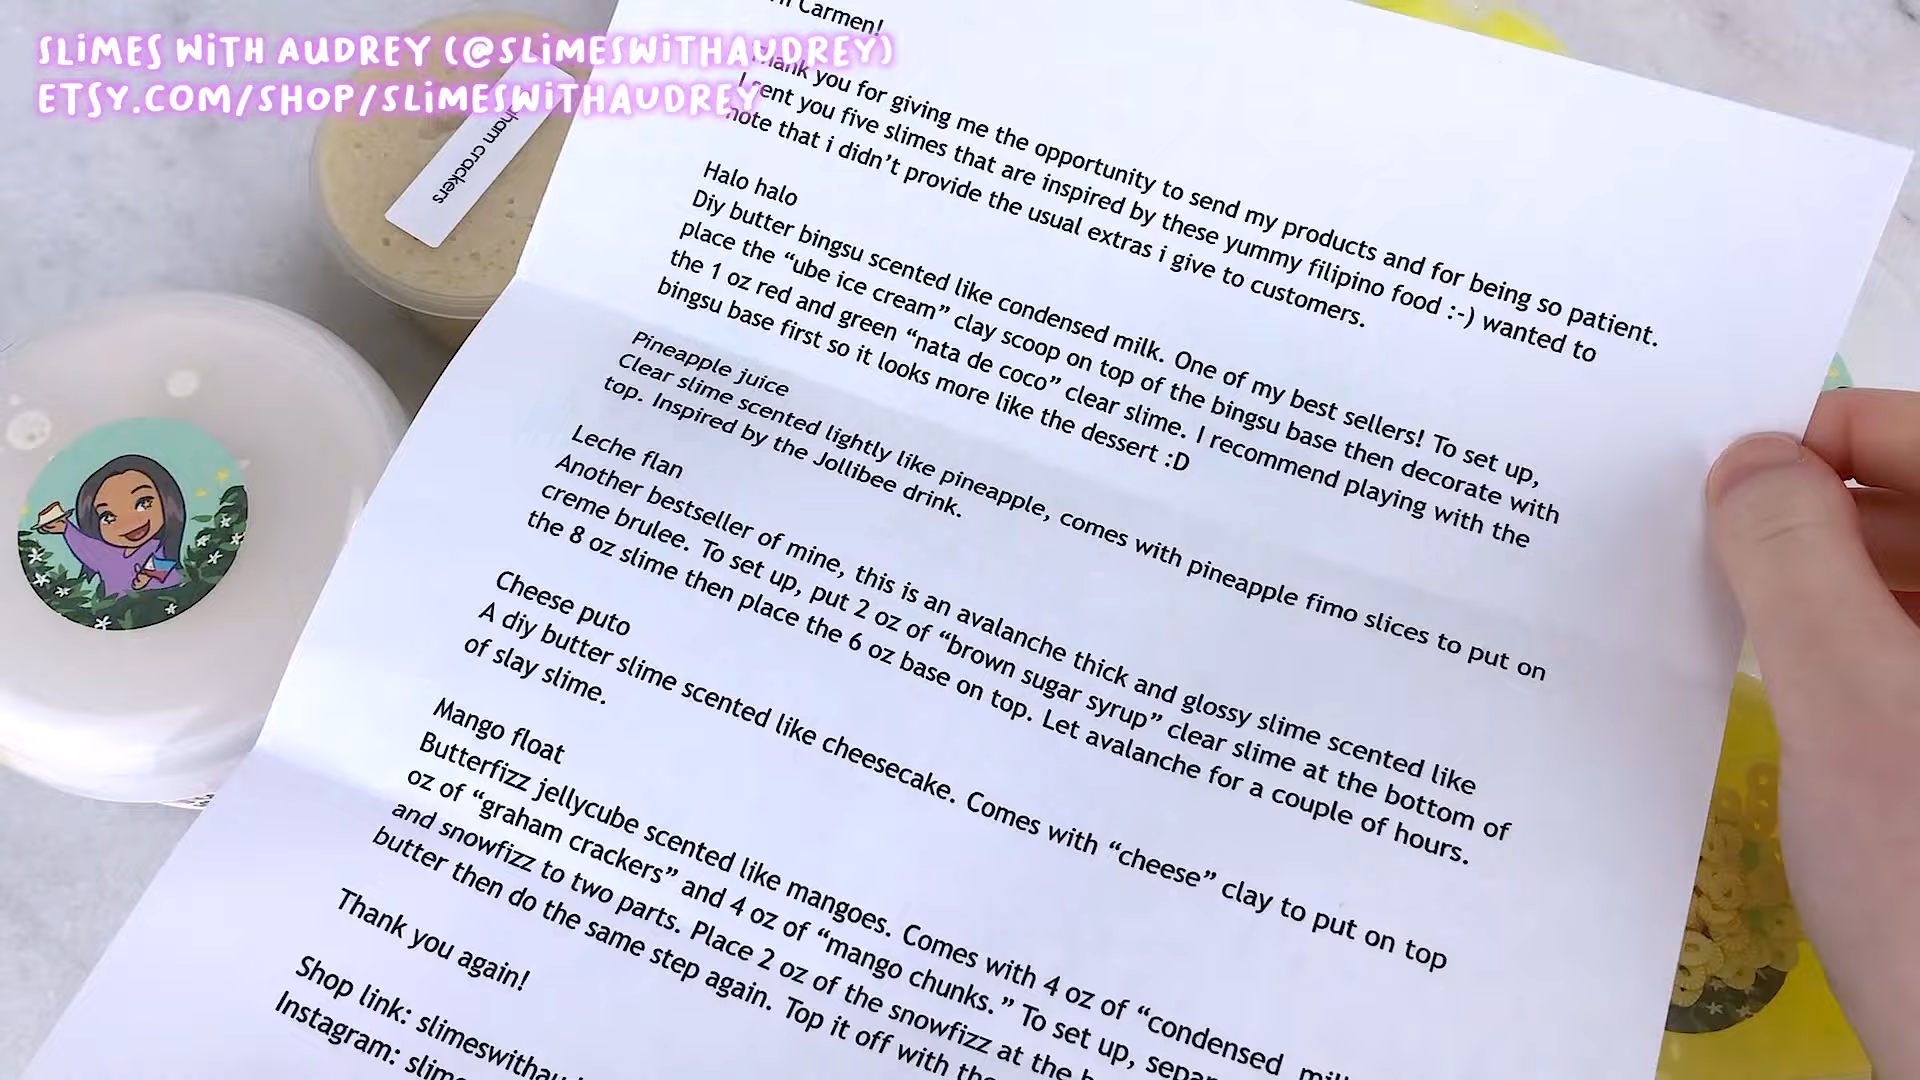 SLIMES WITH AUDREY (@SLIMESWITHAUDREY)
ETSY.COM/SHOP/SLIMESWITHAUDREY
graham crackers
Hi Carmen!
Thank you for giving me the opportunity to send my products and for being so patient.
I sent you five slimes that are inspired by these yummy filipino food :-) wanted to
note that i didn't provide the usual extras i give to customers.
Halo halo
Diy butter bingsu scented like condensed milk. One of my best sellers! To set up,
place the “ube ice cream” clay scoop on top of the bingsu base then decorate with
the 1 oz red and green “nata de coco” clear slime. I recommend playing with the
bingsu base first so it looks more like the dessert :D
Pineapple juice
Clear slime scented lightly like pineapple, comes with pineapple fimo slices to put on
top. Inspired by the Jollibee drink.
Leche flan
Another bestseller of mine, this is an avalanche thick and glossy slime scented like
creme brulee. To set up, put 2 oz of “brown sugar syrup” clear slime at the bottom of
the 8 oz slime then place the 6 oz base on top. Let avalanche for a couple of hours.
Cheese puto
A diy butter slime scented like cheesecake. Comes with “cheese” clay to put on top
of slay slime.
Mango float
Butterfizz jellycube scented like mangoes. Comes with 4 oz of “condensed
oz of “graham crackers” and 4 oz of “mango chunks.” To set up,
and snowfizz to two parts. Place 2 oz of the snowfizz at the
butter then do the same step again. Top it off with
Thank you again!
Shop link:
Instagram: